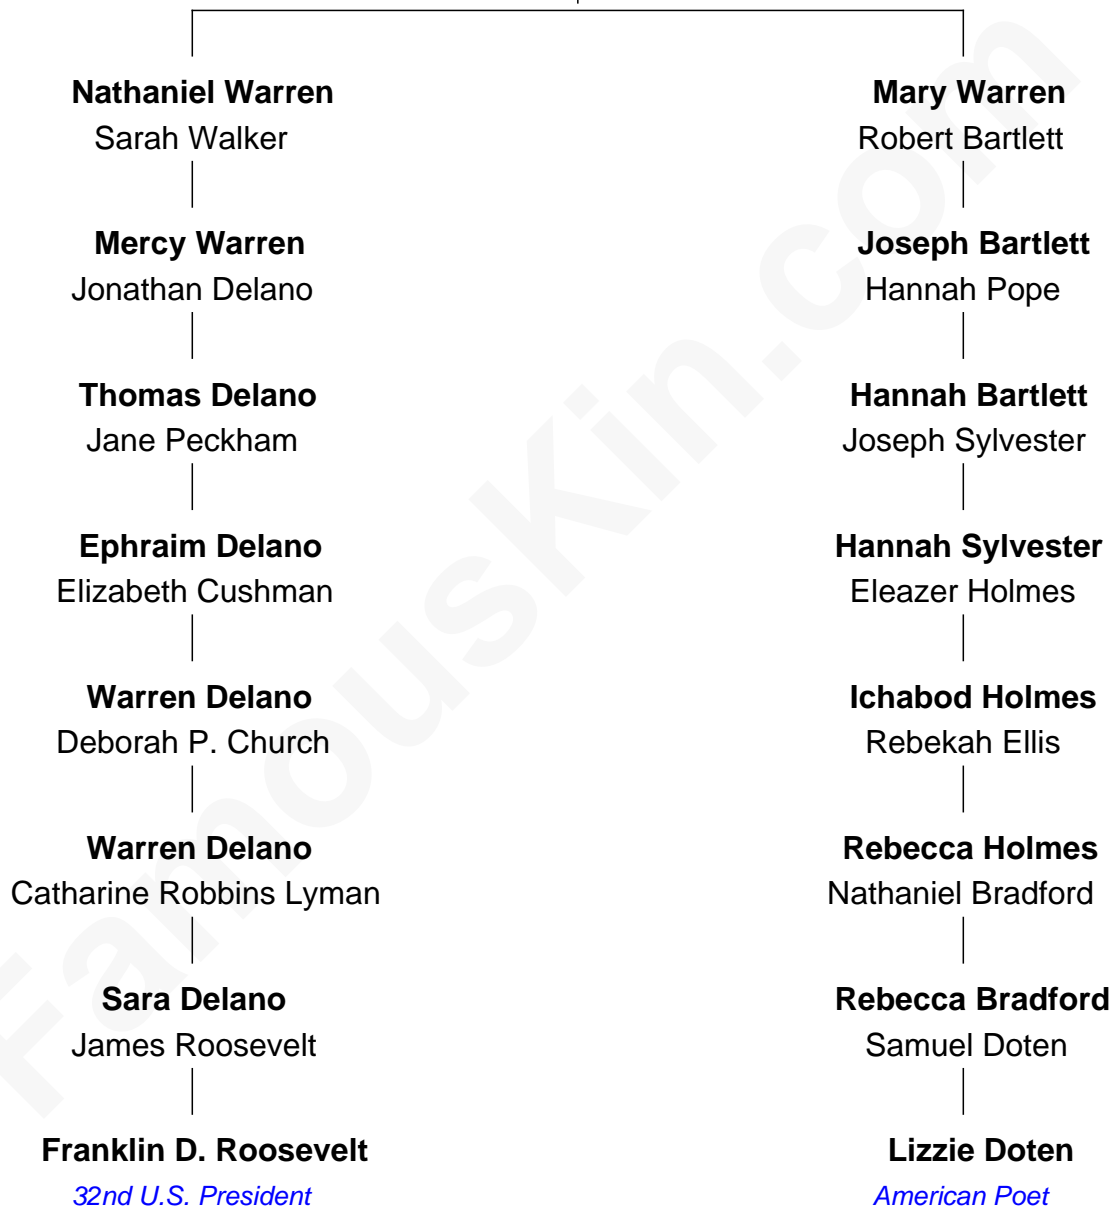 Nathaniel Warren
Sarah Walker
Mercy Warren
Jonathan Delano
Thomas Delano
Jane Peckham
Ephraim Delano
Elizabeth Cushman
Warren Delano
Deborah P. Church
Warren Delano
Catharine Robbins Lyman
Sara Delano
James Roosevelt
Franklin D. Roosevelt
32nd U.S. President
Mary Warren
Robert Bartlett
Joseph Bartlett
Hannah Pope
Hannah Bartlett
Joseph Sylvester
Hannah Sylvester
Eleazer Holmes
Ichabod Holmes
Rebekah Ellis
Rebecca Holmes
Nathaniel Bradford
Rebecca Bradford
Samuel Doten
Lizzie Doten
American Poet
FamousKin.com